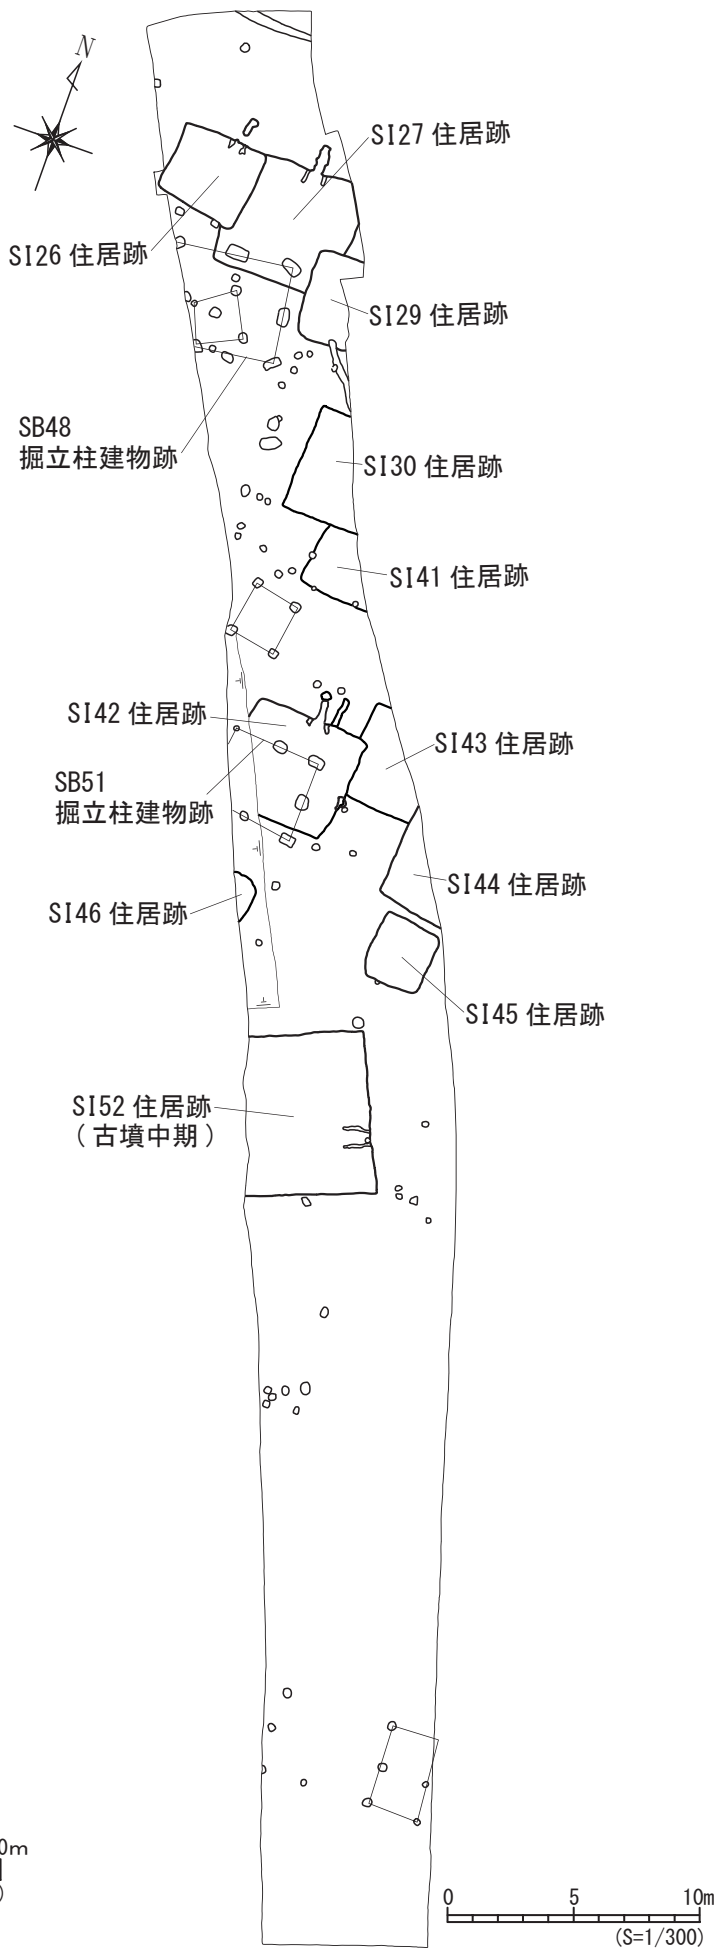 N
SI27 住居跡
SI26 住居跡
SI29 住居跡
SB48
掘立柱建物跡
SI30 住居跡
SI41 住居跡
SI42 住居跡
SI43 住居跡
SB51
掘立柱建物跡
SI44 住居跡
SI46 住居跡
SI45 住居跡
SI52 住居跡
(古墳中期)
0m
)
0 5 10m
(S=1/300)